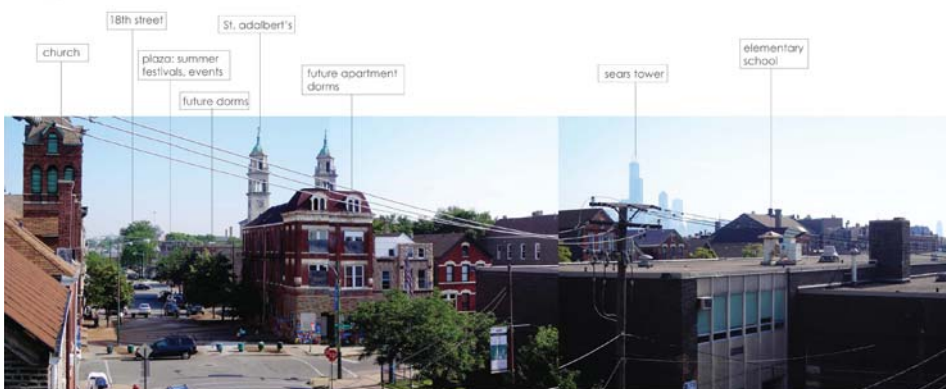 18th street
St. adalbert's
church
plaza: summer
festivals, events
future dorms
future apartment
dorms
sears tower
elementary
school